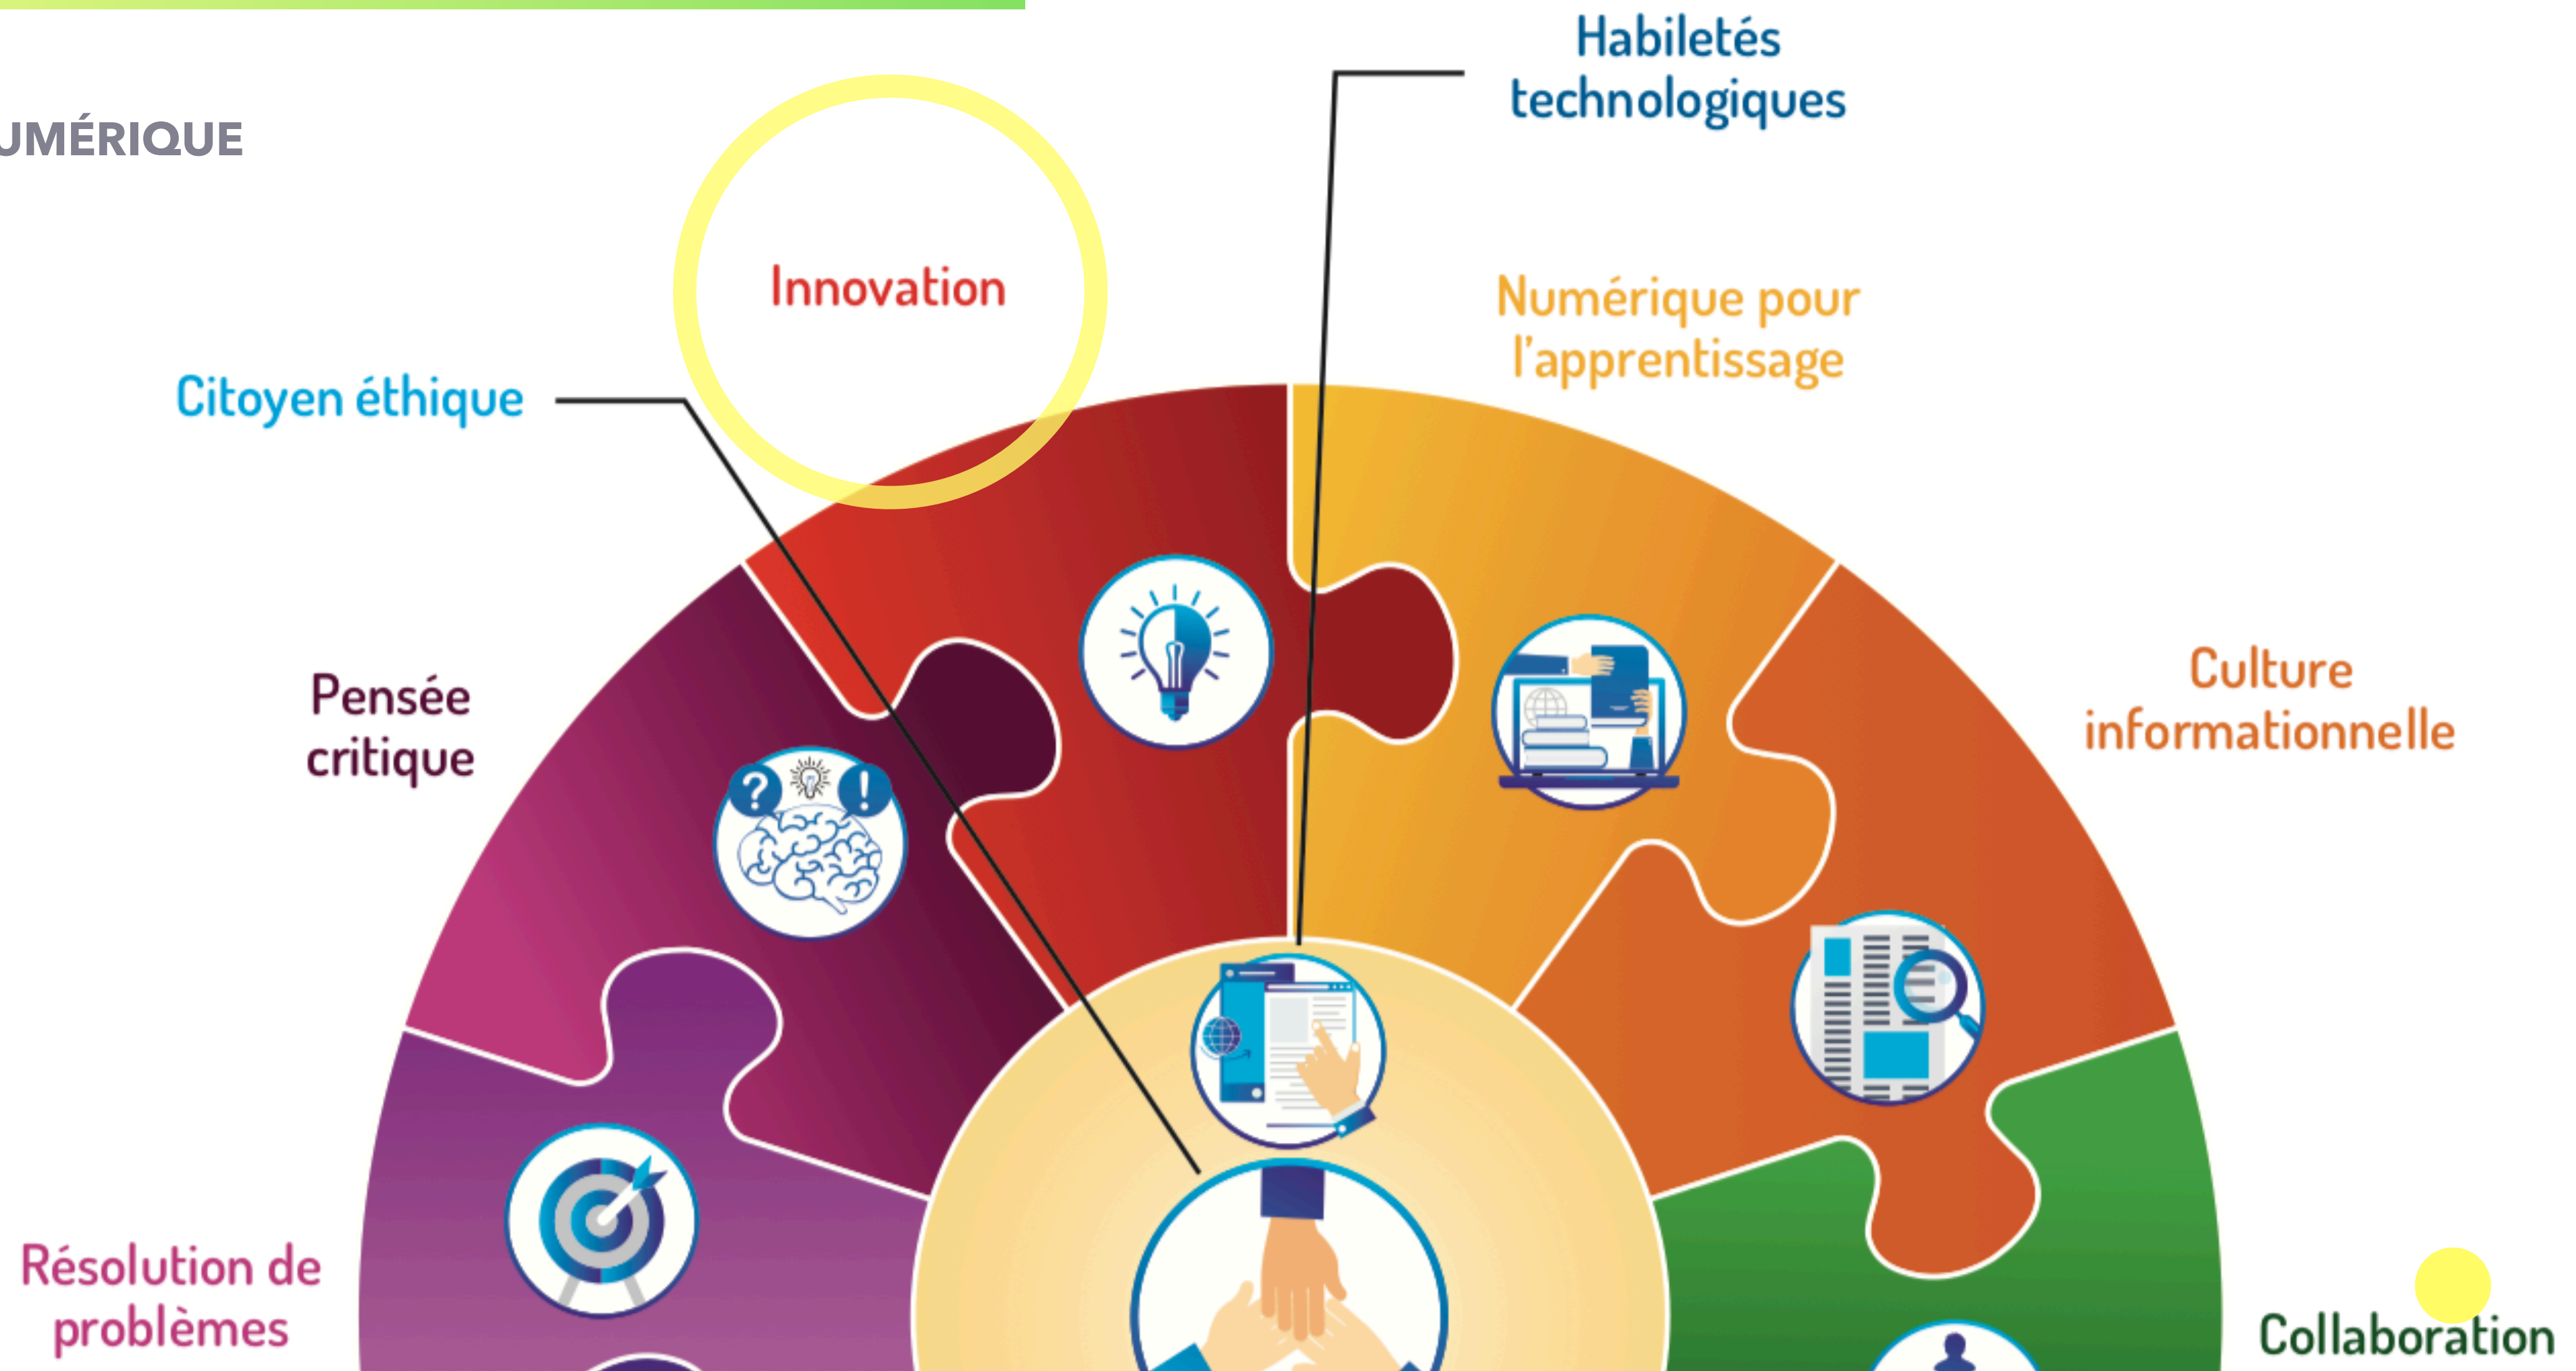 UMÉRIQUE
Habiletés
technologiques
Innovation
Numérique pour
l'apprentissage
Citoyen éthique
Pensée
critique
Culture
informationnelle
? !
Résolution de
problèmes
Collaboration